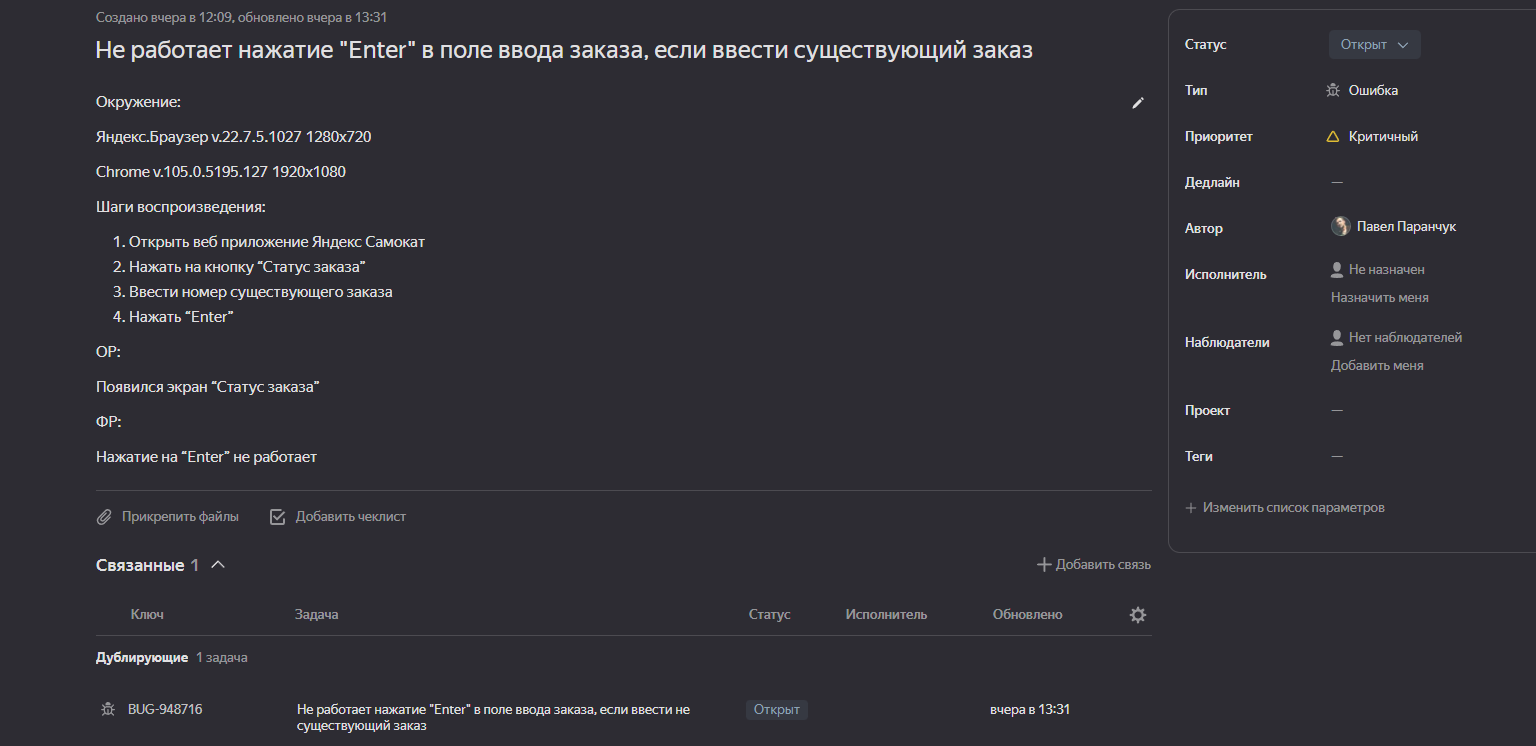 Создано вчера в 12:09, обновлено вчера в 13:31
Не работает нажатие "Enter" в поле ввода заказа, если ввести существующий заказ
Окружение:
Яндекс.Браузер v.22.7.5.1027 1280x720
Chrome v.105.0.5195.127 1920x1080
Шаги воспроизведения:
1. Открыть веб приложение Яндекс Самокат
2. Нажать на кнопку “Статус заказа”
3. Ввести номер существующего заказа
4. Нажать “Enter”
ОР:
Появился экран “Статус заказа”
ФР:
Нажатие на “Enter” не работает
Прикрепить файлы Добавить чеклист
Связанные 1
Добавить связь
Ключ Задача Статус Исполнитель Обновлено
Дублирующие 1 задача
BUG-948716 Не работает нажатие "Enter" в поле ввода заказа, если ввести не Открыт вчера в 13:31
существующий заказ
Статус Открыт
Тип Ошибка
Приоритет Критичный
Дедлайн —
Автор Павел Паранчук
Исполнитель Не назначен
Назначить меня
Наблюдатели Нет наблюдателей
Добавить меня
Проект —
Теги —
+ Изменить список параметров